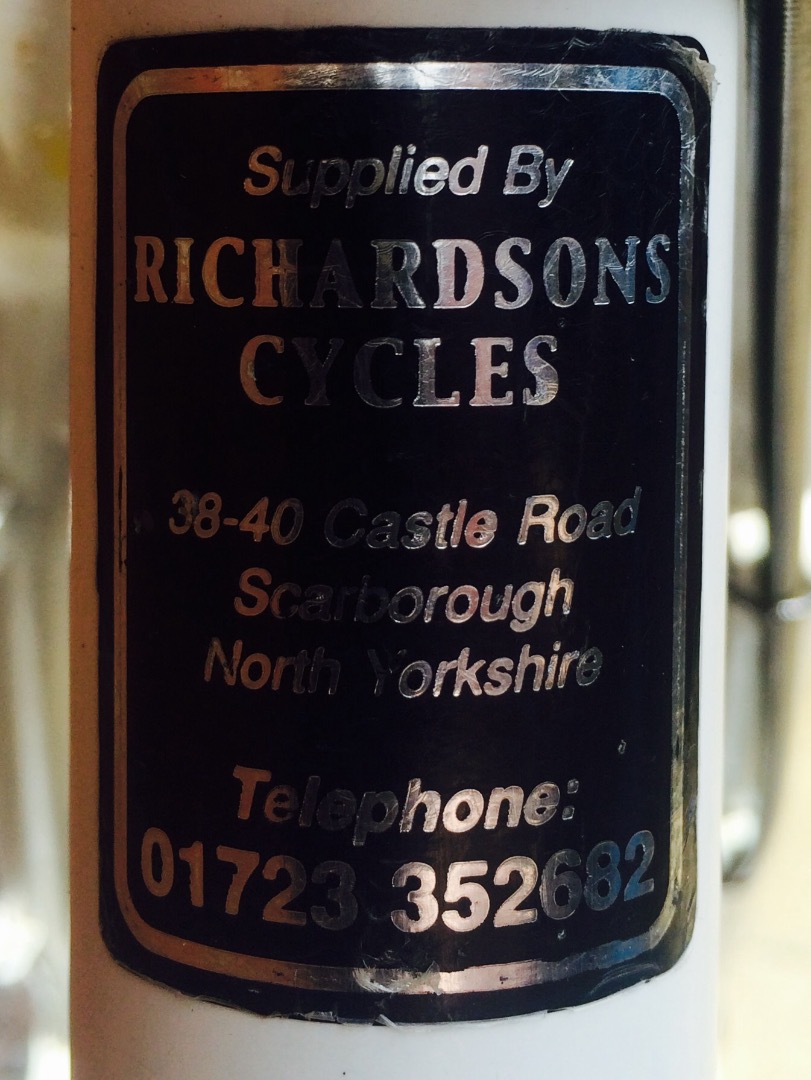 Supplied By
RICHARDSONS
CYCLES
38-40 Castle Road
Scarborough
North Yorkshire
Telephone:
01723 352682